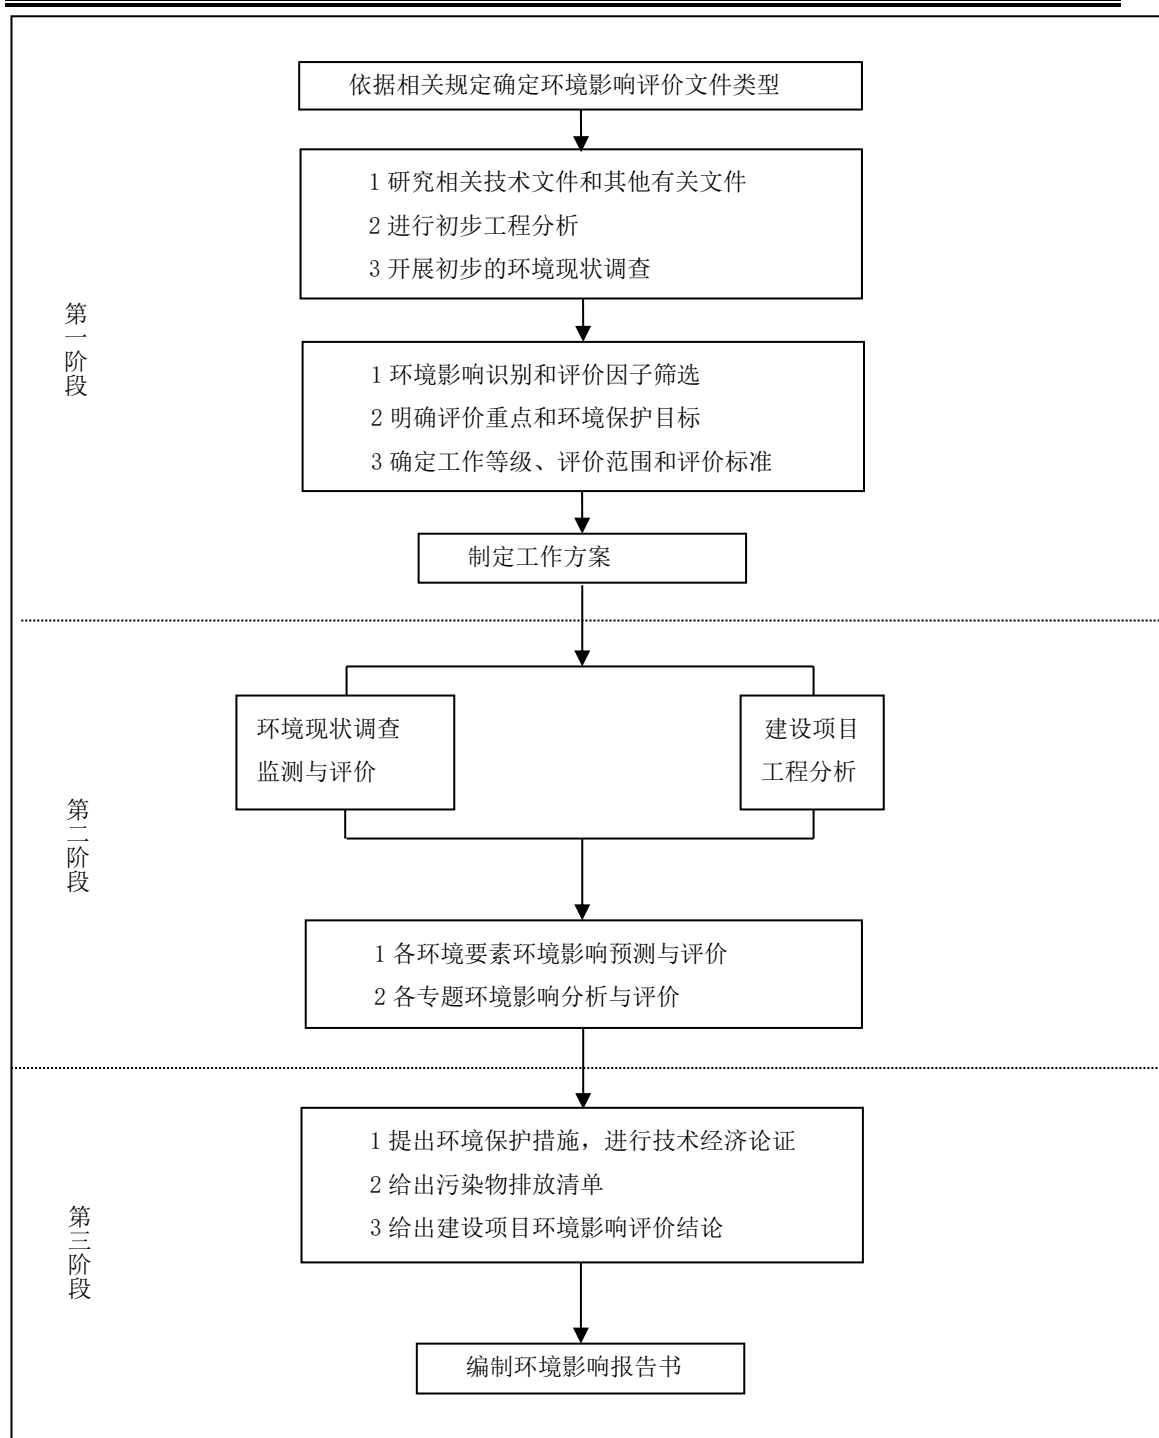 依据相关规定确定环境影响评价文件类型
1 研究相关技术文件和其他有关文件
2 进行初步工程分析
3 开展初步的环境现状调查
第一阶段
1 环境影响识别和评价因子筛选
2 明确评价重点和环境保护目标
3 确定工作等级、评价范围和评价标准
制定工作方案
环境现状调查
监测与评价
建设项目
工程分析
第二阶段
1 各环境要素环境影响预测与评价
2 各专题环境影响分析与评价
1 提出环境保护措施，进行技术经济论证
2 给出污染物排放清单
3 给出建设项目环境影响评价结论
第三阶段
编制环境影响报告书